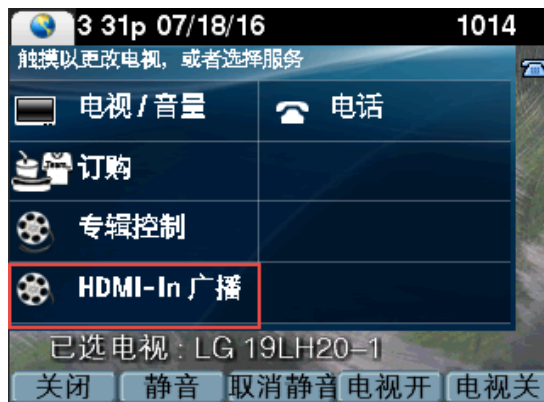 3 31p 07/18/16 1014
触摸以更改电视, 或者选择服务
电视 / 音量 电话
订购
专辑控制
HDMI-In 广播
已选电视 : LG 19LH20-1
关闭 静音 取消静音 电视开 电视关